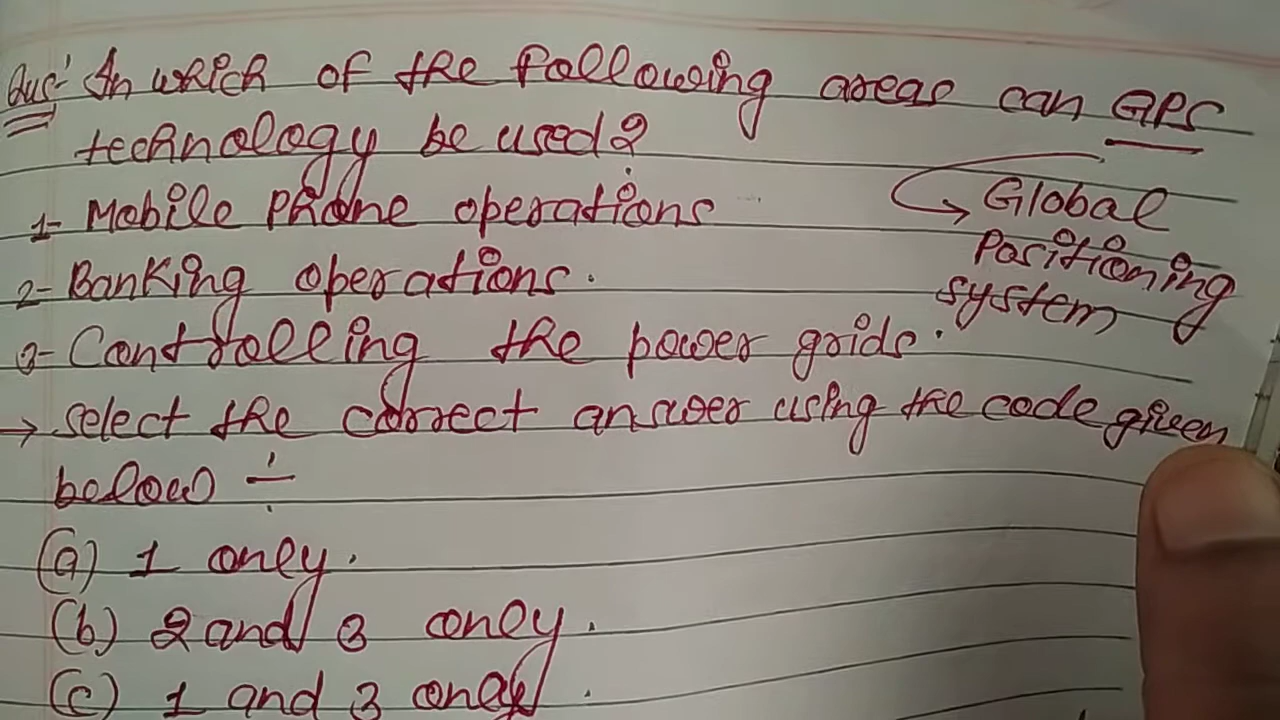 Que:- In which of the following areas can GPS
technology be used?
Global
Positioning
system
1- Mobile phone operations
2- Banking operations.
3- Controlling the power grids.
→ select the correct answer using the code given
below ÷
(a) 1 only.
(b) 2 and 3 only.
(c) 1 and 3 only.